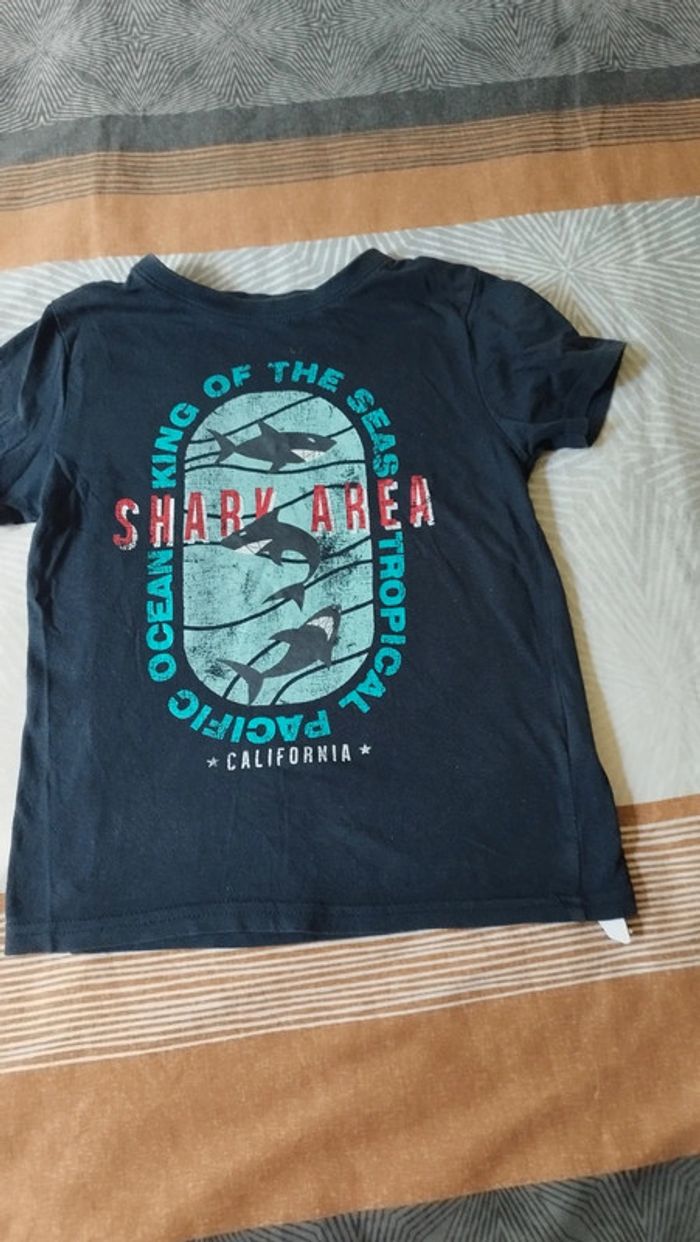 KING OF THE SEAS
SHARK AREA
TROPICAL PACIFIC OCEAN
CALIFORNIA